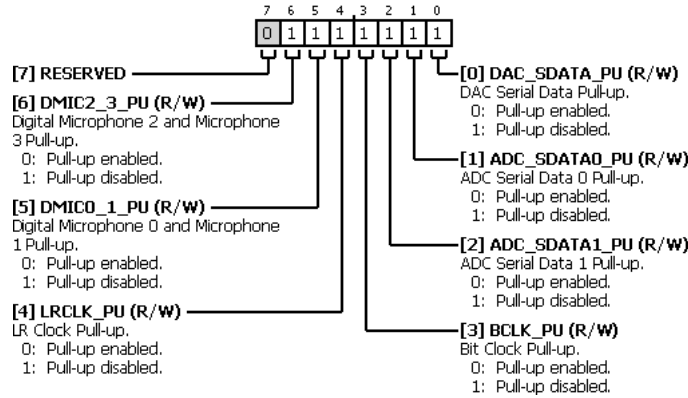 7 6 5 4 3 2 1 0
0 1 1 1 1 1 1 1
[7] RESERVED
[6] DMIC2_3_PU (R/W)
Digital Microphone 2 and Microphone
3 Pull-up.
0: Pull-up enabled.
1: Pull-up disabled.
[5] DMIC0_1_PU (R/W)
Digital Microphone 0 and Microphone
1 Pull-up.
0: Pull-up enabled.
1: Pull-up disabled.
[4] LRCLK_PU (R/W)
LR Clock Pull-up.
0: Pull-up enabled.
1: Pull-up disabled.
[0] DAC_SDATA_PU (R/W)
DAC Serial Data Pull-up.
0: Pull-up enabled.
1: Pull-up disabled.
[1] ADC_SDATA0_PU (R/W)
ADC Serial Data 0 Pull-up.
0: Pull-up enabled.
1: Pull-up disabled.
[2] ADC_SDATA1_PU (R/W)
ADC Serial Data 1 Pull-up.
0: Pull-up enabled.
1: Pull-up disabled.
[3] BCLK_PU (R/W)
Bit Clock Pull-up.
0: Pull-up enabled.
1: Pull-up disabled.